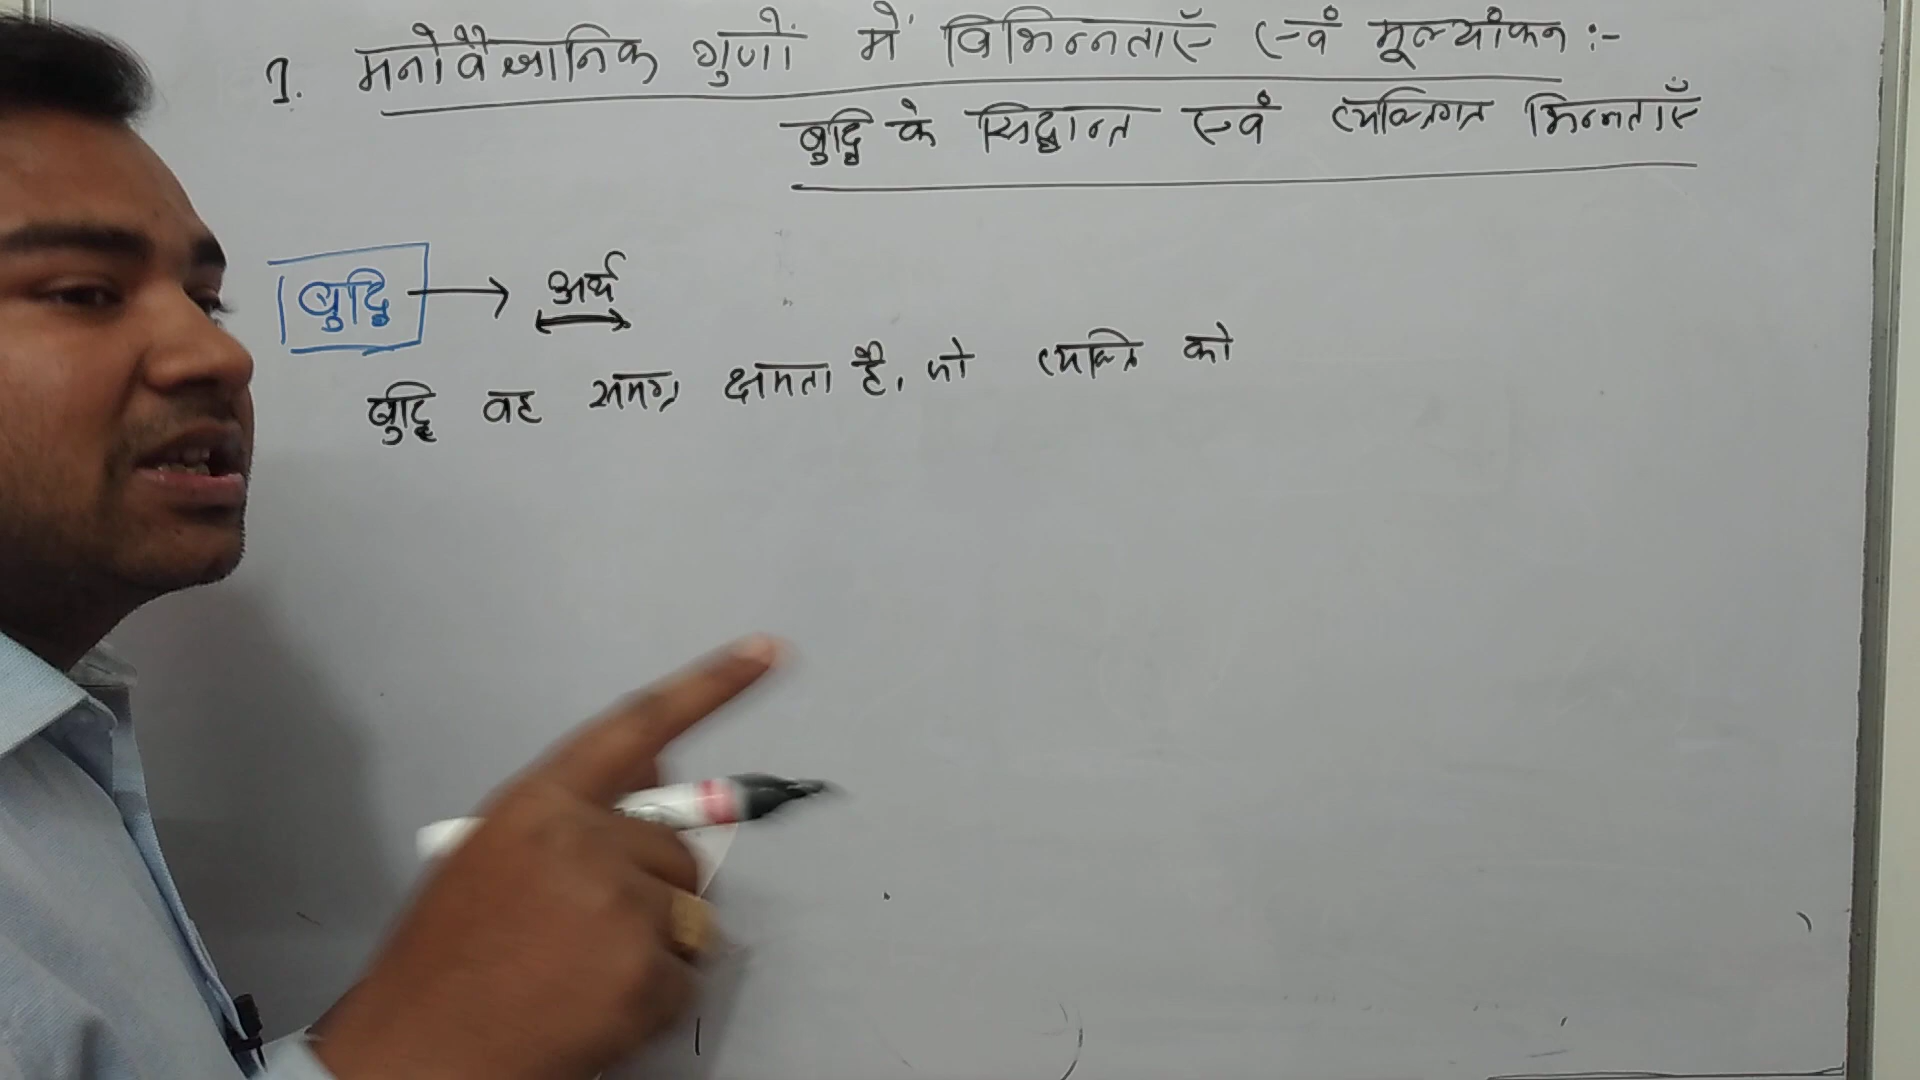 1. मनोवैज्ञानिक गुणों में विभिन्नताएँ एवं मूल्यांकन :-
बुद्धि के सिद्धान्त एवं व्यक्तिगत भिन्नताएँ
बुद्धि → अर्थ
बुद्धि वह समग्र क्षमता है, जो व्यक्ति को